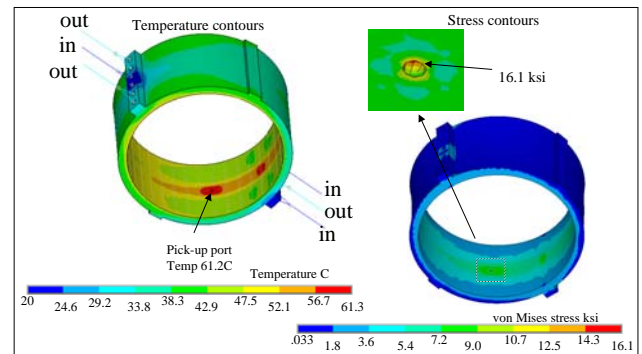 Temperature contours
out
in
out
in
out
in
Pick-up port
Temp 61.2C
Temperature C
20 24.6 29.2 33.8 38.3 42.9 47.5 52.1 56.7 61.3
Stress contours
16.1 ksi
von Mises stress ksi
.033 1.8 3.6 5.4 7.2 9.0 10.7 12.5 14.3 16.1